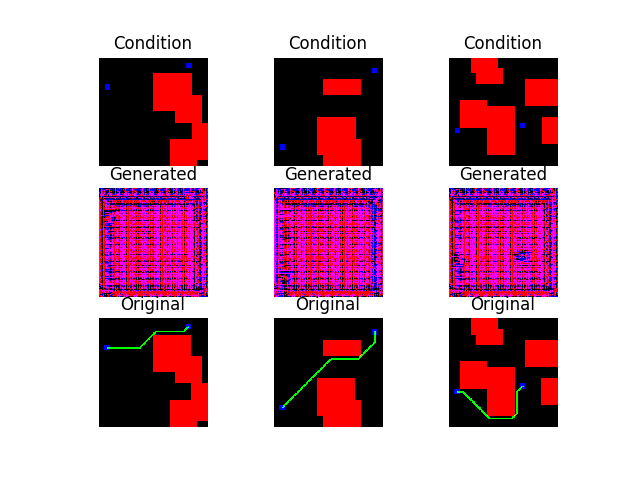 Condition Condition Condition
Generated Generated Generated
Original Original Original